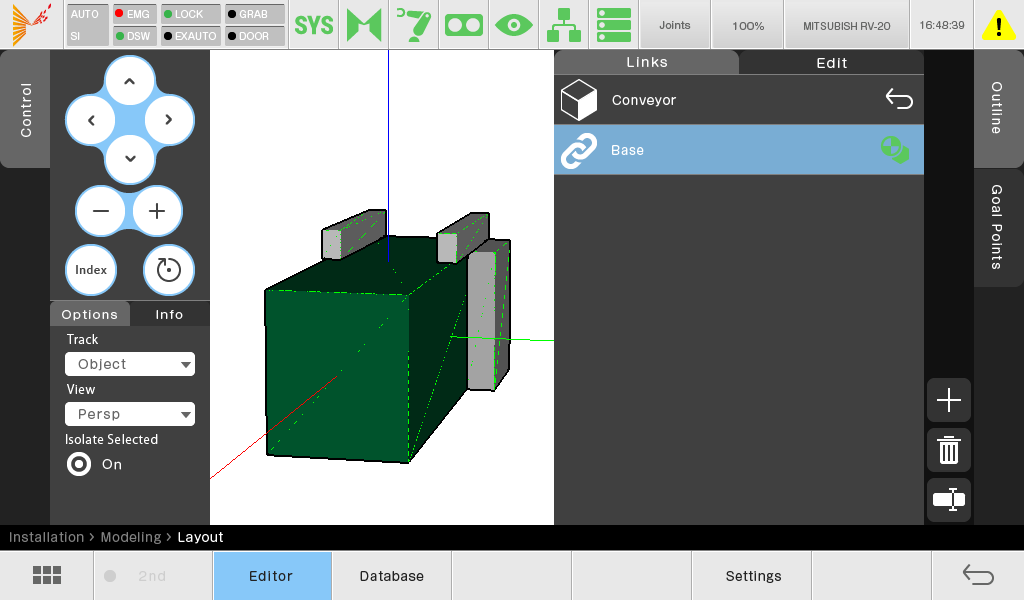 AUTO
SI
EMG
DSW
LOCK
EXAUTO
GRAB
DOOR
SYS
Joints
100%
MITSUBISH RV-20
16:48:39
Control
Index
Options
Info
Track
Object
View
Persp
Isolate Selected
On
Links
Edit
Conveyor
Base
Outline
Goal Points
Installation > Modeling > Layout
2nd
Editor
Database
Settings